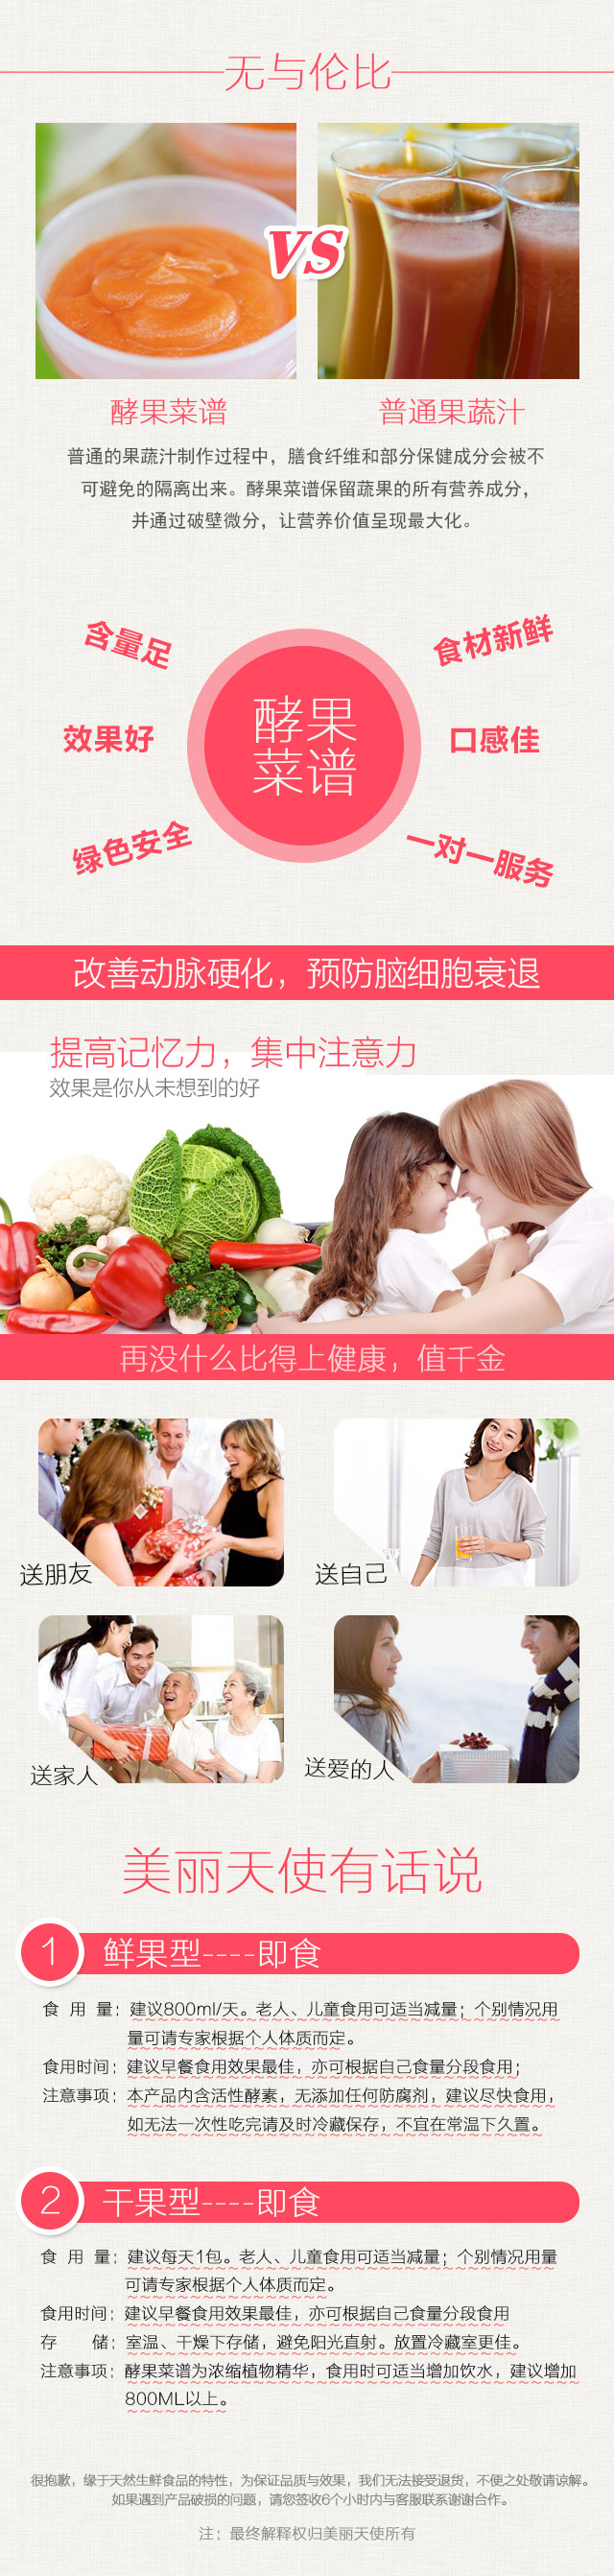 无与伦比
VS
酵果菜谱
普通果蔬汁
普通的果蔬汁制作过程中，膳食纤维和部分保健成分会被不
可避免的隔离出来。酵果菜谱保留蔬果的所有营养成分，
并通过破壁微分，让营养价值呈现最大化。
含量足
食材新鲜
效果好
酵果
菜谱
口感佳
绿色安全
一对一服务
改善动脉硬化，预防脑细胞衰退
提高记忆力，集中注意力
效果是你从未想到的好
再没什么比得上健康，值千金
送朋友
送自己
送家人
送爱的人
美丽天使有话说
1 鲜果型----即食
食 用 量：建议800ml/天。老人、儿童食用可适当减量；个别情况用
量可请专家根据个人体质而定。
食用时间：建议早餐食用效果最佳，亦可根据自己食量分段食用；
注意事项：本产品内含活性酵素，无添加任何防腐剂，建议尽快食用，
如无法一次性吃完请及时冷藏保存，不宜在常温下久置。
2 干果型----即食
食 用 量：建议每天1包。老人、儿童食用可适当减量；个别情况用量
可请专家根据个人体质而定。
食用时间：建议早餐食用效果最佳，亦可根据自己食量分段食用
存 储：室温、干燥下存储，避免阳光直射。放置冷藏室更佳。
注意事项：酵果菜谱为浓缩植物精华，食用时可适当增加饮水，建议增加
800ML以上。
很抱歉，缘于天然生鲜食品的特性，为保证品质与效果，我们无法接受退货，不便之处敬请谅解。
如果遇到产品破损的问题，请您签收6个小时内与客服联系谢谢合作。
注：最终解释权归美丽天使所有